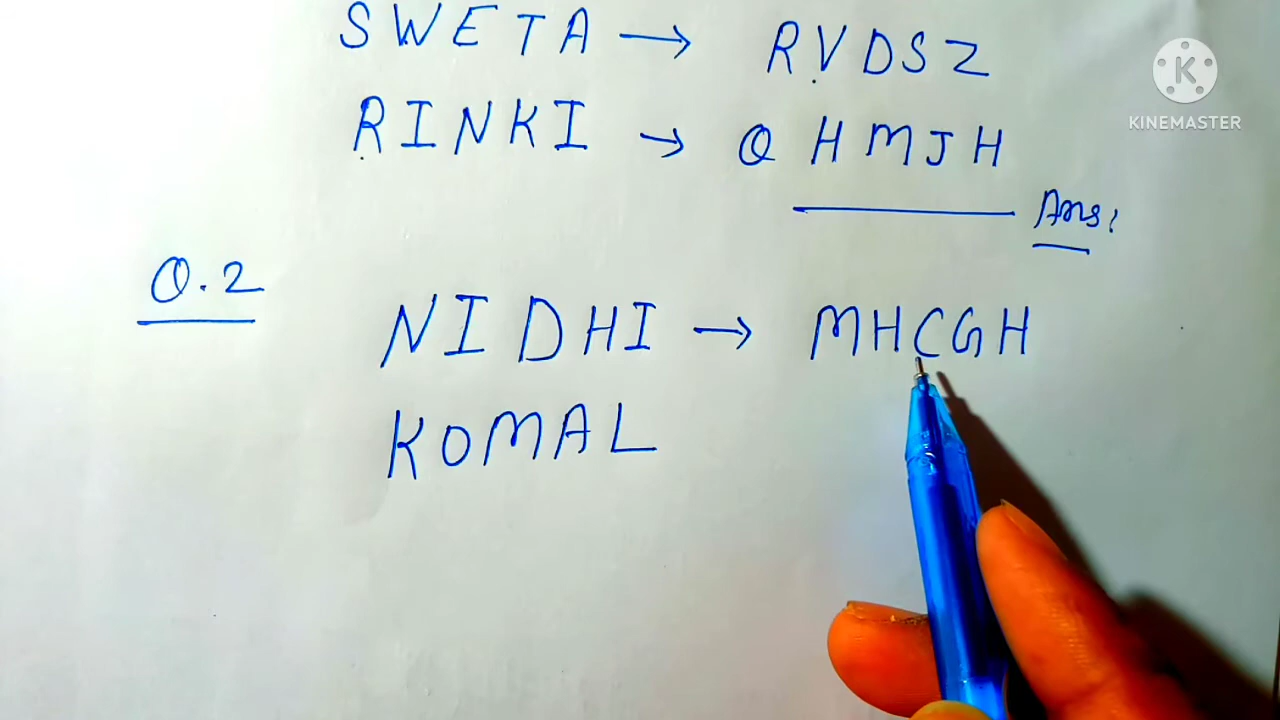 SWETA → RVDSZ
RINKI → QHMJH
Ans:
Q.2
NIDHI → MHCGH
KOMAL
K
KINEMASTER